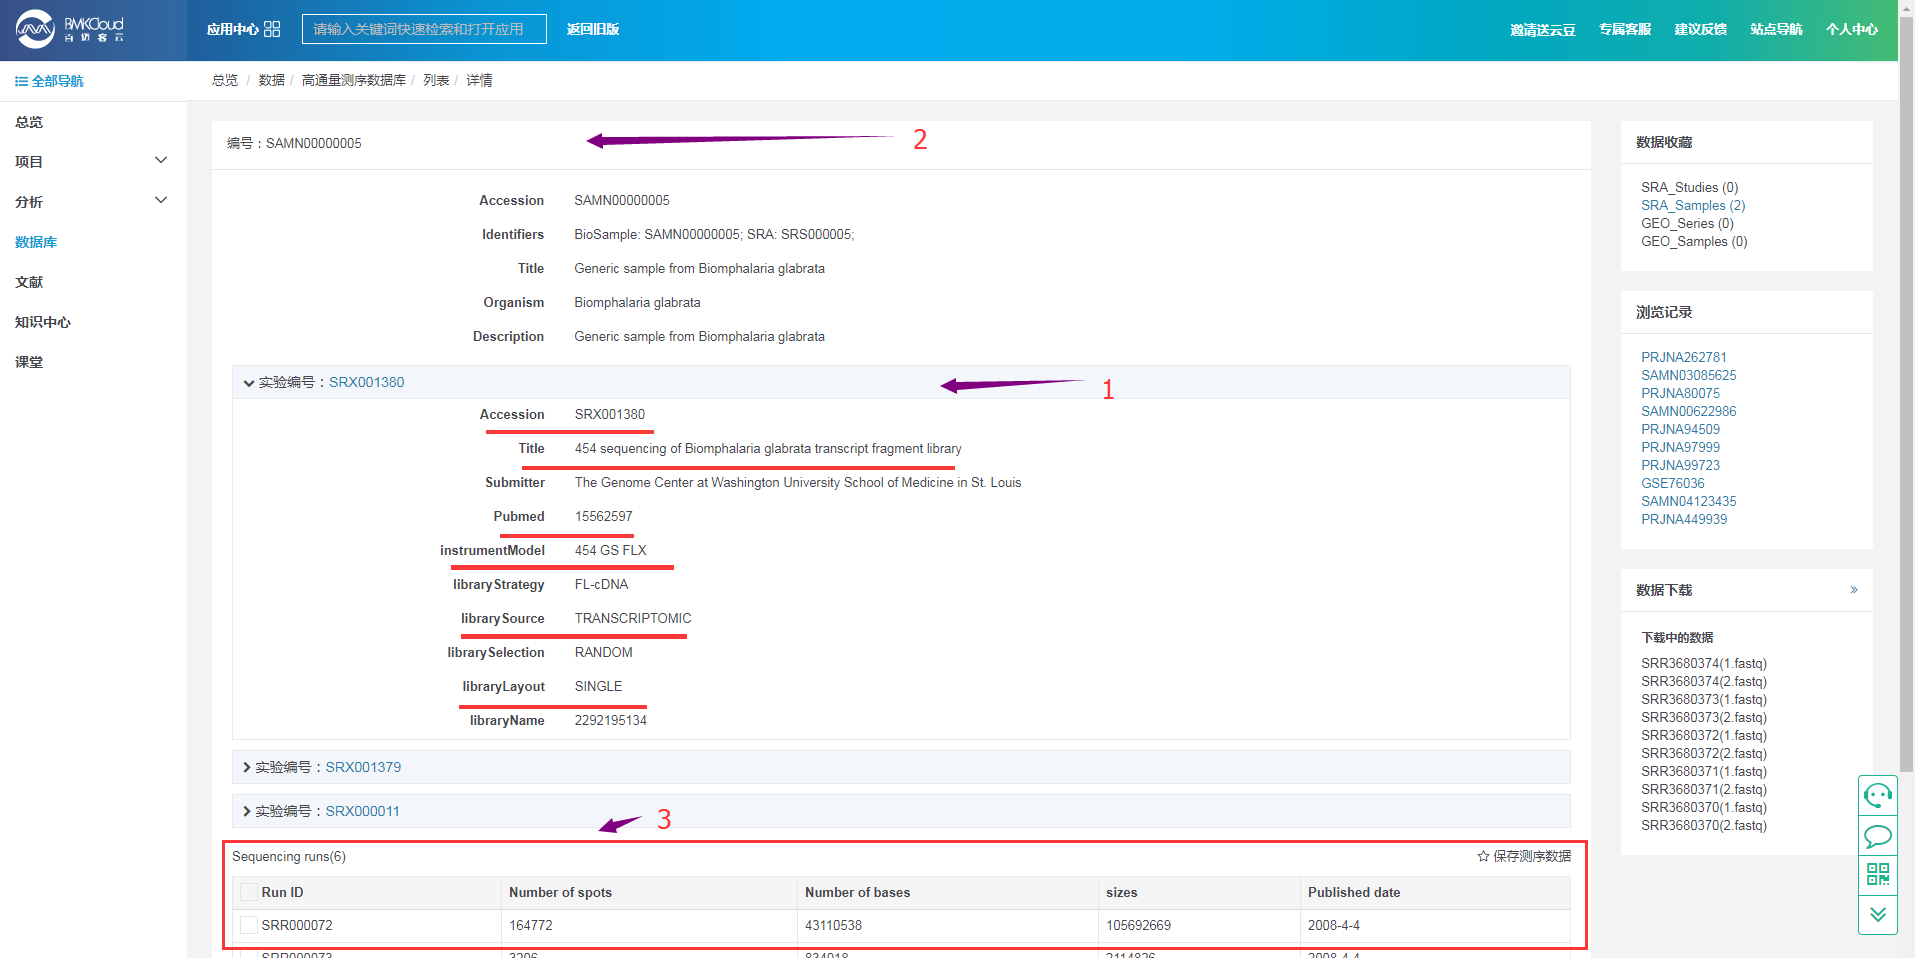 BMKCloud
百迈客云
应用中心
请输入关键词快速检索和打开应用
返回旧版
邀请送云豆
专属客服
建议反馈
站点导航
个人中心
全部导航
总览 / 数据 / 高通量测序数据库 / 列表 / 详情
总览
项目
分析
数据库
文献
知识中心
课堂
编号：SAMN00000005
2
Accession SAMN00000005
Identifiers BioSample: SAMN00000005; SRA: SRS000005;
Title Generic sample from Biomphalaria glabrata
Organism Biomphalaria glabrata
Description Generic sample from Biomphalaria glabrata
实验编号：SRX001380
1
Accession SRX001380
Title 454 sequencing of Biomphalaria glabrata transcript fragment library
Submitter The Genome Center at Washington University School of Medicine in St. Louis
Pubmed 15562597
instrumentModel 454 GS FLX
libraryStrategy FL-cDNA
librarySource TRANSCRIPTOMIC
librarySelection RANDOM
libraryLayout SINGLE
libraryName 2292195134
实验编号：SRX001379
实验编号：SRX000011
3
Sequencing runs(6)
保存测序数据
Run ID Number of spots Number of bases sizes Published date
SRR000072 164772 43110538 105692669 2008-4-4
SRR000073 3206 834018 2114826 2008-4-4
数据收藏
SRA_Studies (0)
SRA_Samples (2)
GEO_Series (0)
GEO_Samples (0)
浏览记录
PRJNA262781
SAMN03085625
PRJNA80075
SAMN00622986
PRJNA94509
PRJNA97999
PRJNA99723
GSE76036
SAMN04123435
PRJNA449939
数据下载 »
下载中的数据
SRR3680374(1.fastq)
SRR3680374(2.fastq)
SRR3680373(1.fastq)
SRR3680373(2.fastq)
SRR3680372(1.fastq)
SRR3680372(2.fastq)
SRR3680371(1.fastq)
SRR3680371(2.fastq)
SRR3680370(1.fastq)
SRR3680370(2.fastq)